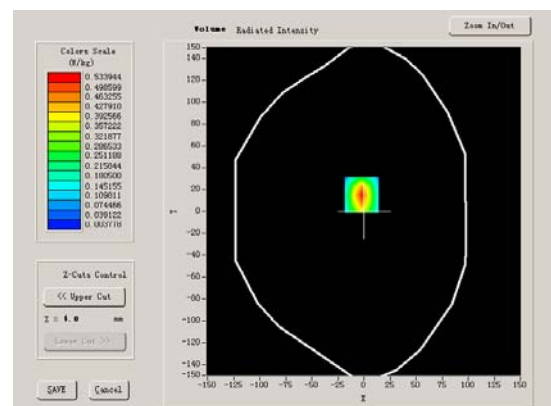 Volume Radiated Intensity
Zoom In/Out
Colors Scale
(W/kg)
0.533944
0.498599
0.463255
0.427910
0.392566
0.357222
0.321877
0.286533
0.251188
0.215844
0.180500
0.145155
0.109811
0.074466
0.039122
0.003778
Z-Cuts Control
<< Upper Cut
Z = 4.0 mm
Lower Cut >>
SAVE
Cancel
150
140
120
100
80
60
40
20
0
-20
-40
-60
-80
-100
-120
-140
-150
Y
-150 -125 -100 -75 -50 -25 0 25 50 75 100 125 150
X